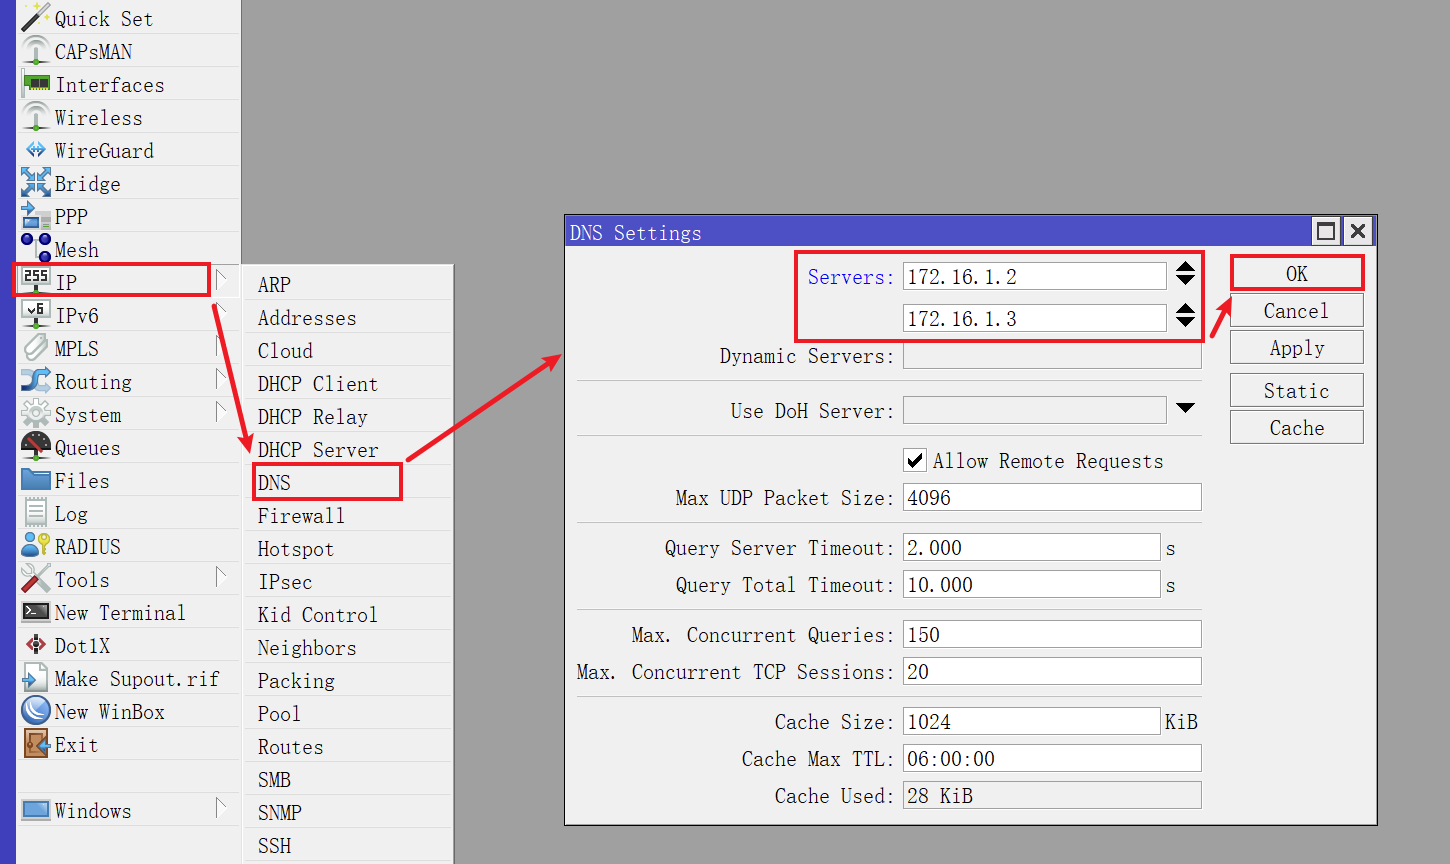 Quick Set
CAPsMAN
Interfaces
Wireless
WireGuard
Bridge
PPP
Mesh
255
IP
v6
IPv6
MPLS
Routing
System
Queues
Files
Log
RADIUS
Tools
New Terminal
Dot1X
Make Supout.rif
New WinBox
Exit
Windows
ARP
Addresses
Cloud
DHCP Client
DHCP Relay
DHCP Server
DNS
Firewall
Hotspot
IPsec
Kid Control
Neighbors
Packing
Pool
Routes
SMB
SNMP
SSH
DNS Settings
Servers: 172.16.1.2
172.16.1.3
Dynamic Servers:
Use DoH Server:
Allow Remote Requests
Max UDP Packet Size: 4096
Query Server Timeout: 2.000 s
Query Total Timeout: 10.000 s
Max. Concurrent Queries: 150
Max. Concurrent TCP Sessions: 20
Cache Size: 1024 KiB
Cache Max TTL: 06:00:00
Cache Used: 28 KiB
OK
Cancel
Apply
Static
Cache